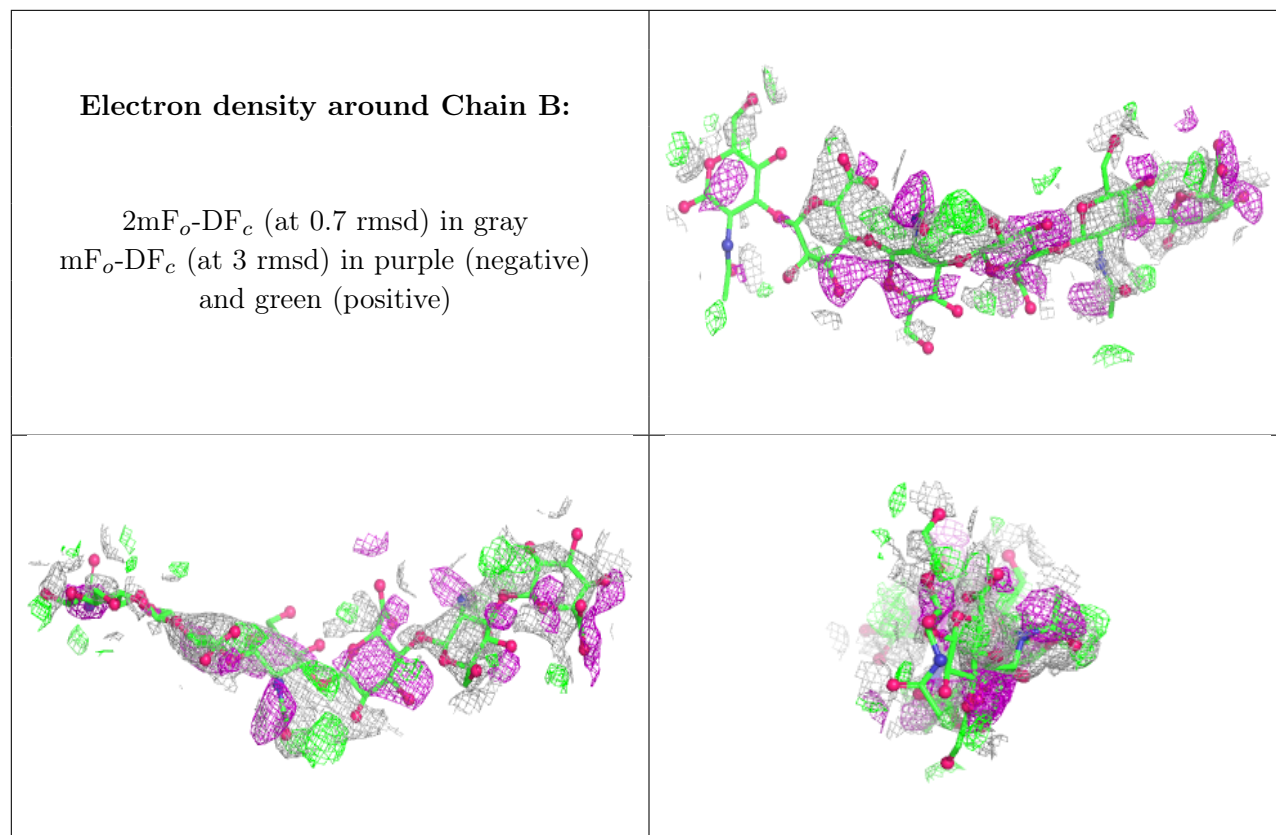 Electron density around Chain B:
2mFo-DFc (at 0.7 rmsd) in gray
mFo-DFc (at 3 rmsd) in purple (negative)
and green (positive)